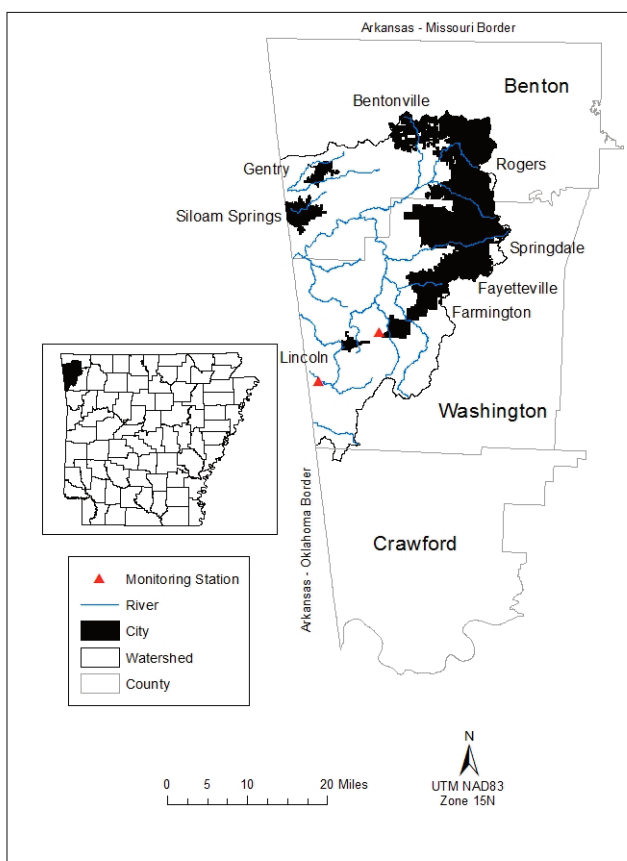 Arkansas - Missouri Border
Benton
Bentonville
Gentry
Rogers
Siloam Springs
Springdale
Fayetteville
Farmington
Lincoln
Washington
Arkansas - Oklahoma Border
Crawford
Monitoring Station
River
City
Watershed
County
N
0 5 10 20 Miles
UTM NAD83
Zone 15N